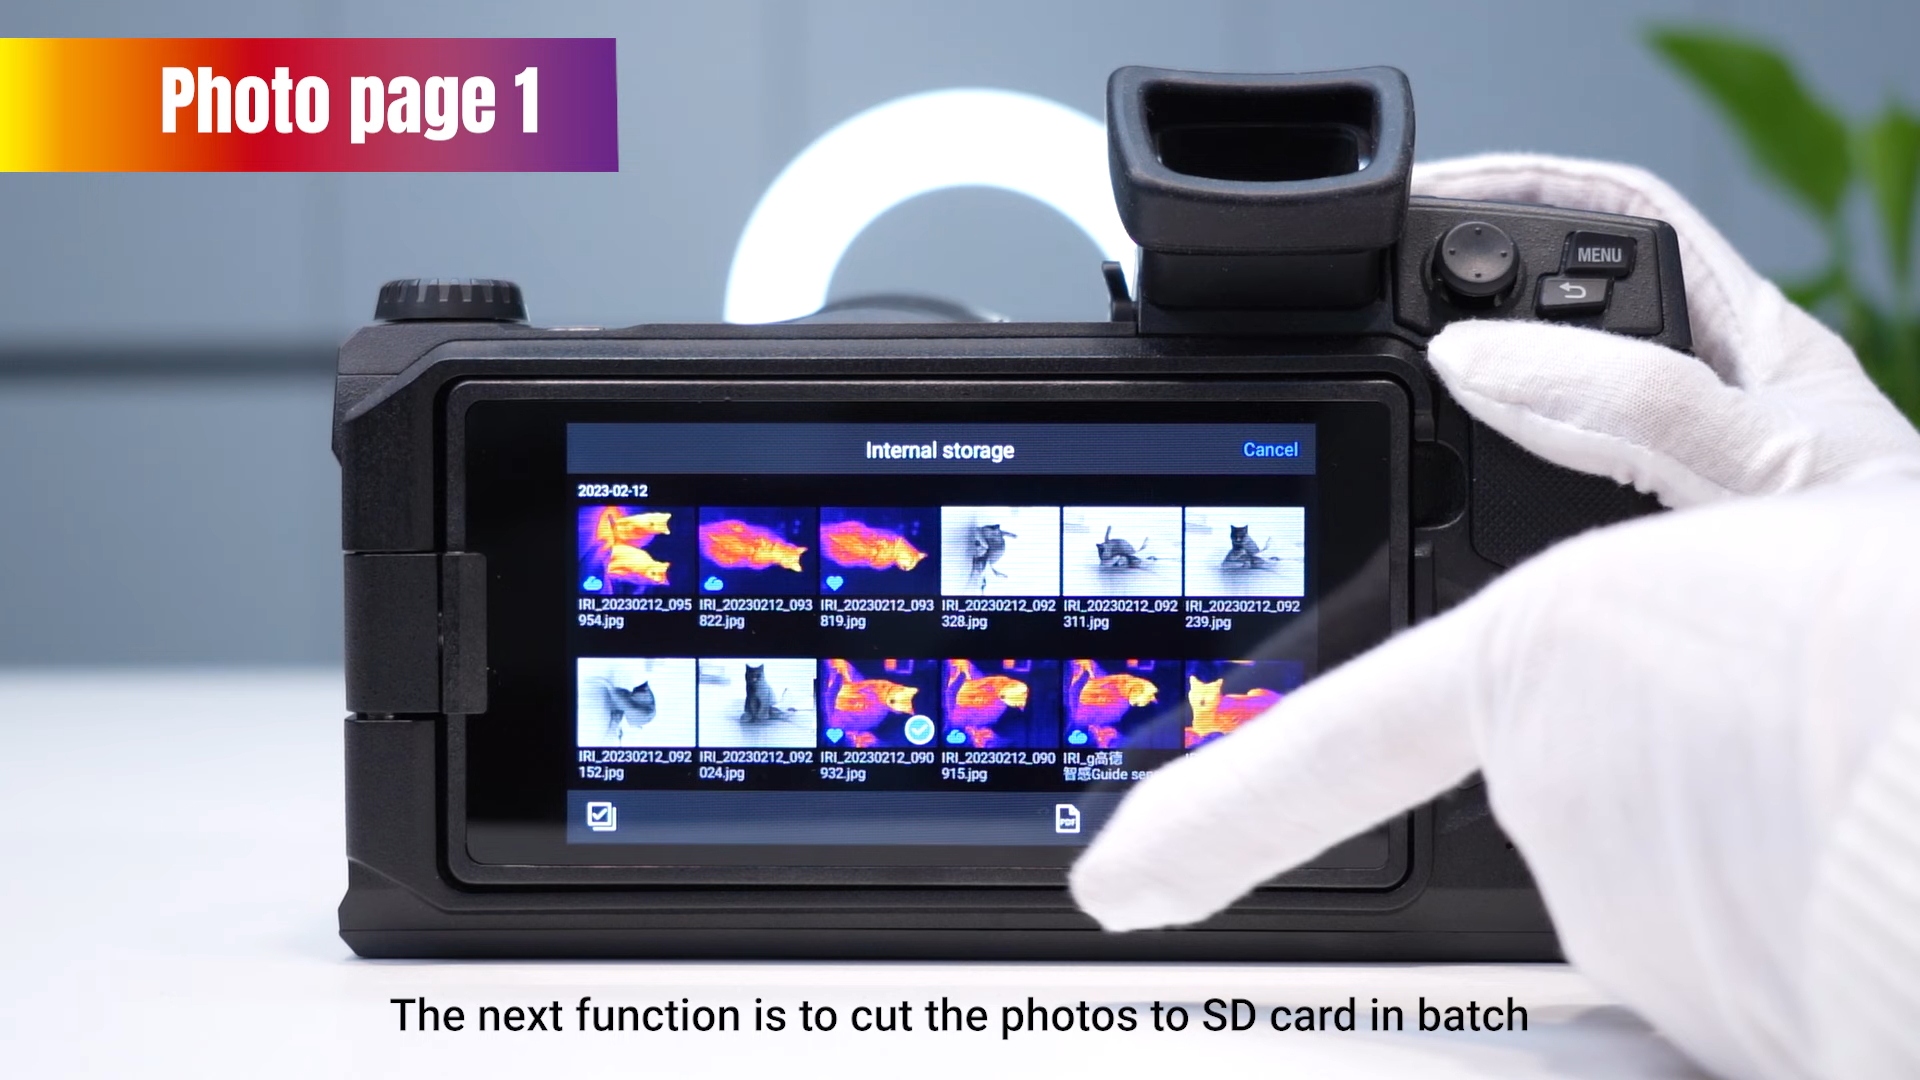 Photo page 1
MENU
Internal storage
Cancel
2023-02-12
IRI_20230212_095
954.jpg
IRI_20230212_093
822.jpg
IRI_20230212_093
819.jpg
IRI_20230212_092
328.jpg
IRI_20230212_092
311.jpg
IRI_20230212_092
239.jpg
IRI_20230212_092
152.jpg
IRI_20230212_092
024.jpg
IRI_20230212_090
932.jpg
IRI_20230212_090
915.jpg
IRI_g高德
智感Guide
PDF
The next function is to cut the photos to SD card in batch